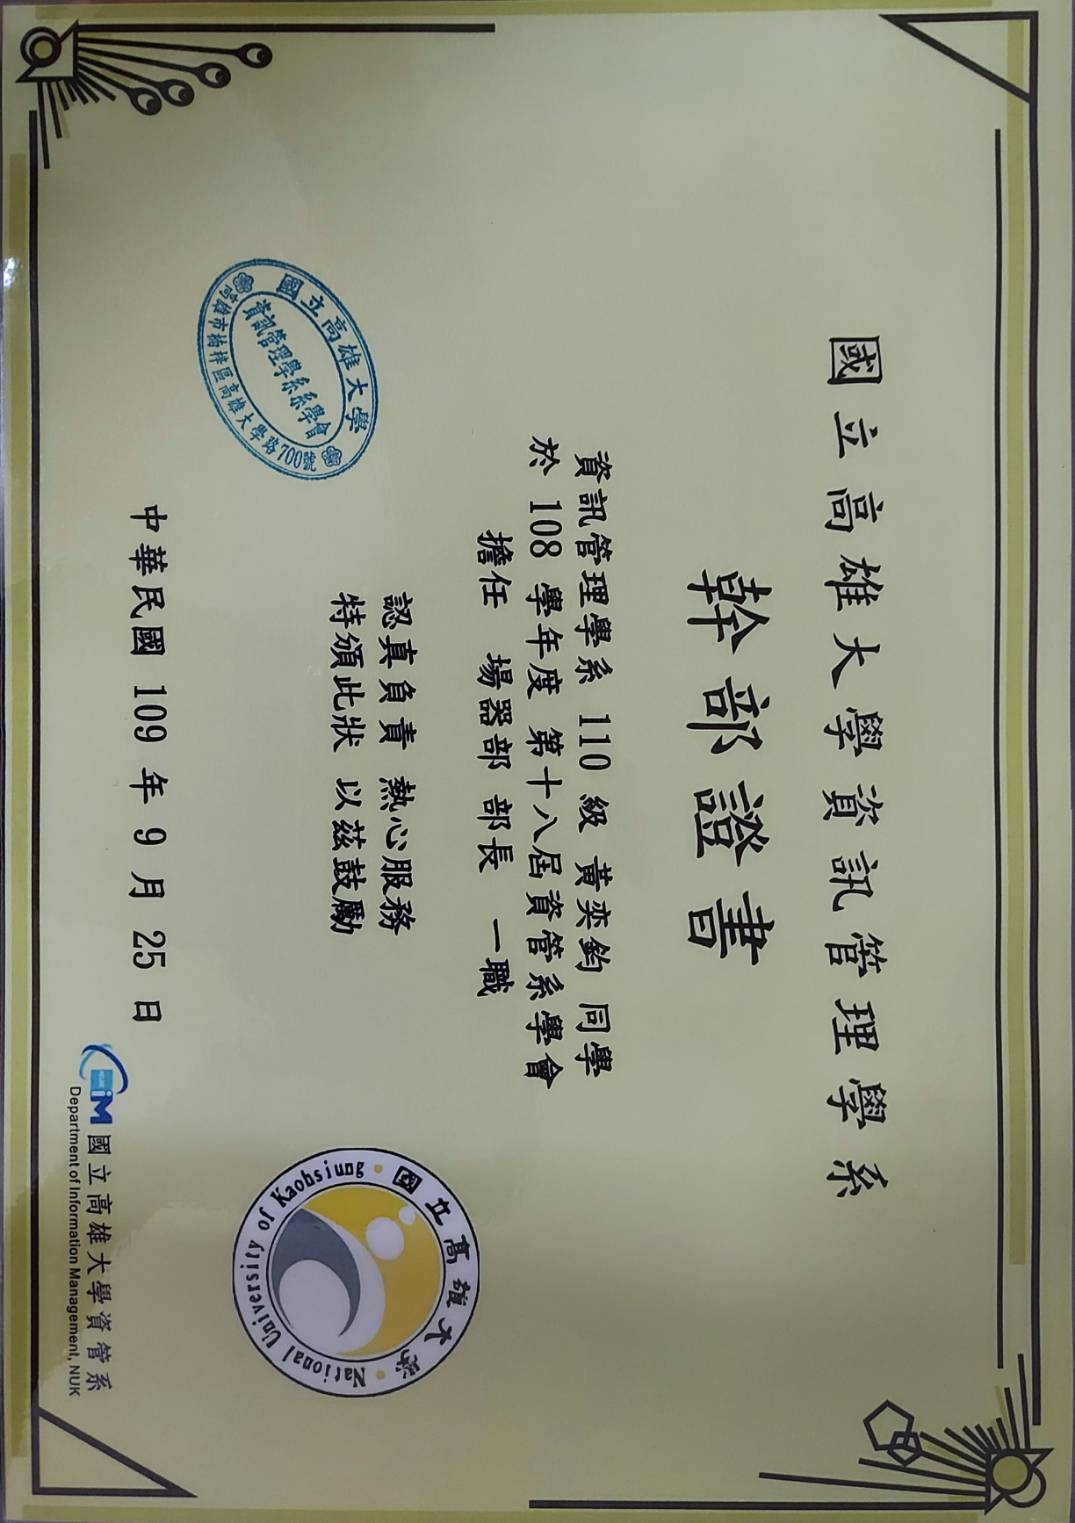 國立高雄大學資訊管理學系
幹部證書
資訊管理學系 110 級 黃奕鈞 同學
於 108 學年度 第十八屆資管系學會
擔任 場器部 部長 一職
認真負責 熱心服務
特頒此狀 以茲鼓勵
國立高雄大學
資訊管理學系系學會
高雄市楠梓區高雄大學路700號
國立高雄大學
National University of Kaohsiung
中華民國 109 年 9 月 25 日
iM 國立高雄大學資管系
Department of Information Management, NUK